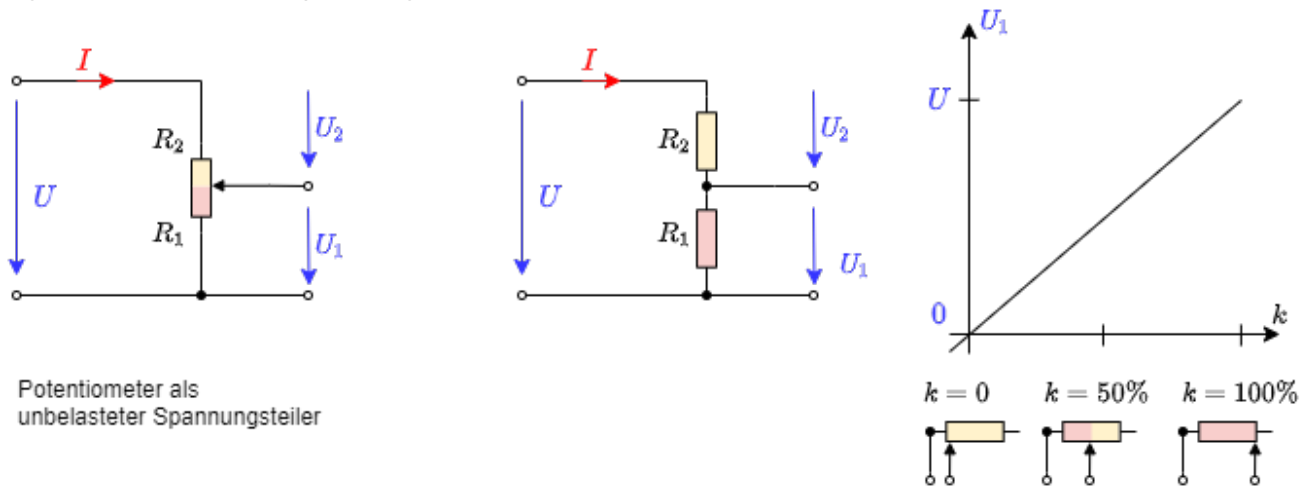 I
R₂
R₁
U
U₂
U₁
Potentiometer als
unbelasteter Spannungsteiler
I
R₂
R₁
U
U₂
U₁
U₁
U
0
k
k = 0
k = 50%
k = 100%